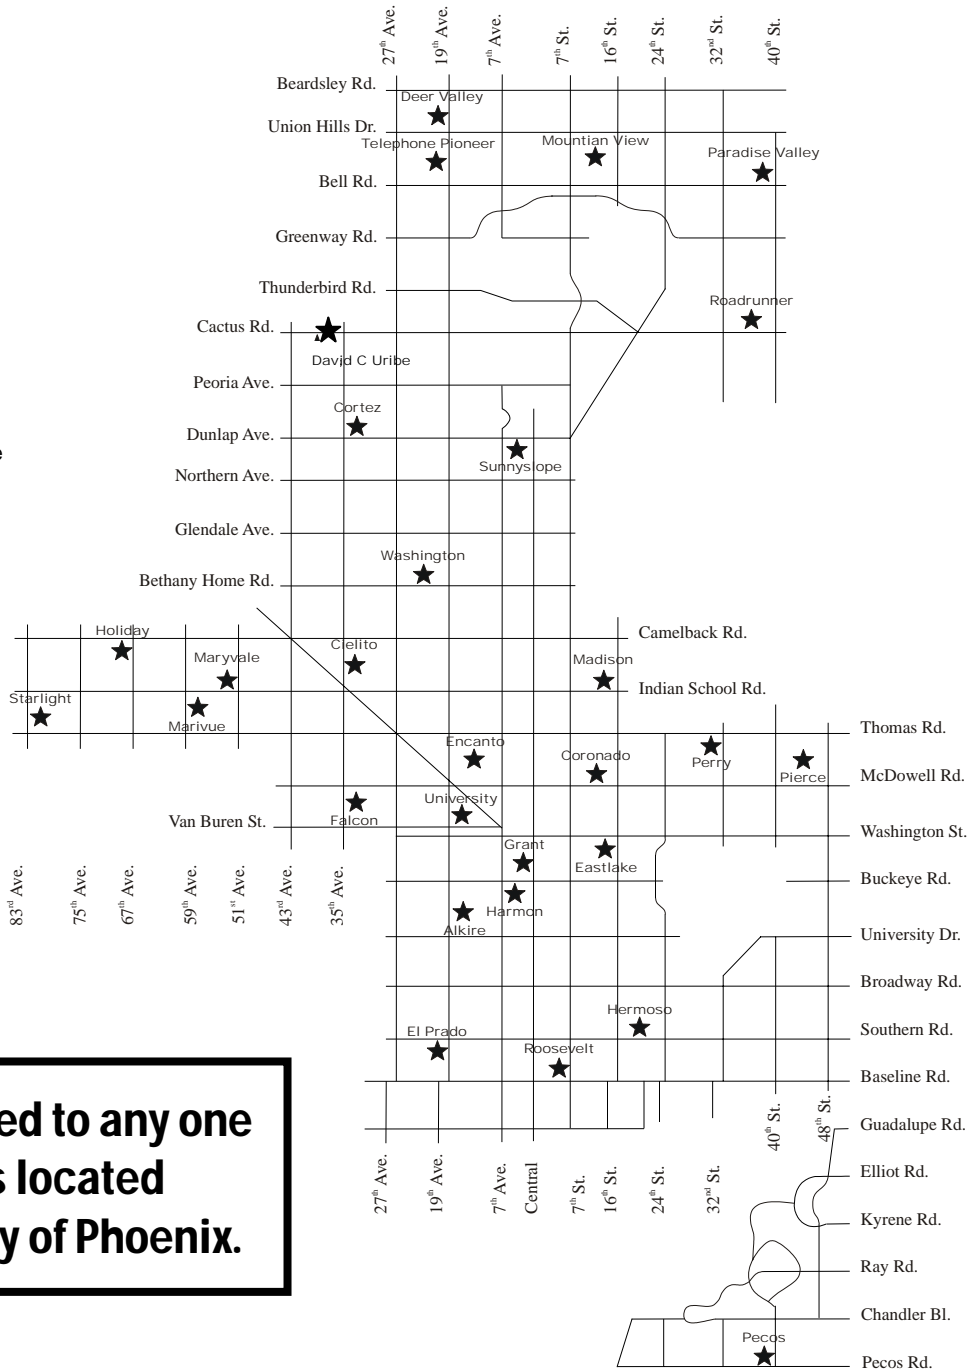 27th Ave.
19th Ave.
7th Ave.
7th St.
16th St.
24th St.
32nd St.
40th St.
Beardsley Rd.
Deer Valley
Union Hills Dr.
Telephone Pioneer
Mountian View
Paradise Valley
Bell Rd.
Greenway Rd.
Thunderbird Rd.
Roadrunner
Cactus Rd.
David C Uribe
Peoria Ave.
Cortez
Dunlap Ave.
Sunnyslope
Northern Ave.
Glendale Ave.
Washington
Bethany Home Rd.
Holiday
Cielito
Camelback Rd.
Maryvale
Madison
Indian School Rd.
Starlight
Marivue
Thomas Rd.
Encanto
Coronado
Perry
Pierce
McDowell Rd.
University
Falcon
Van Buren St.
Washington St.
Grant
Eastlake
83rd Ave.
75th Ave.
67th Ave.
59th Ave.
51st Ave.
43rd Ave.
35th Ave.
Buckeye Rd.
Harmon
Alkire
University Dr.
Broadway Rd.
Hermoso
Southern Rd.
El Prado
Roosevelt
Baseline Rd.
40th St.
48th St.
Guadalupe Rd.
27th Ave.
19th Ave.
7th Ave.
Central
7th St.
16th St.
24th St.
32nd St.
Elliot Rd.
Kyrene Rd.
Ray Rd.
Chandler Bl.
Pecos
Pecos Rd.
ed to any one
s located
y of Phoenix.